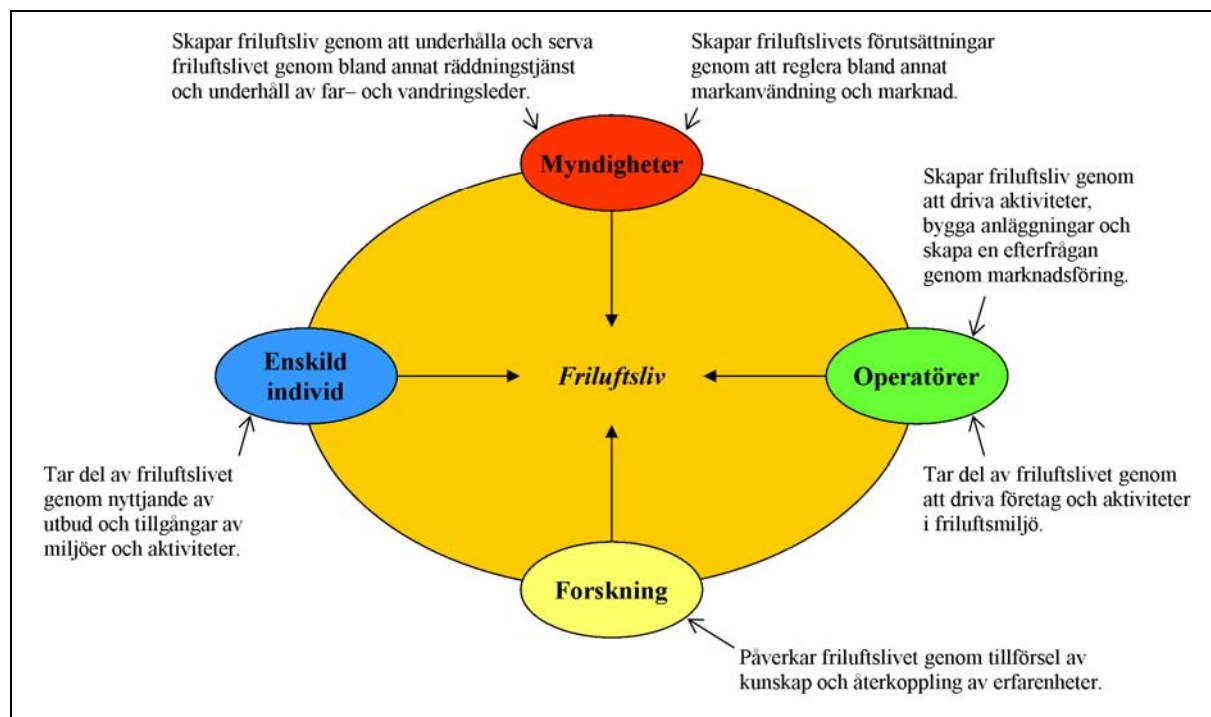 Skapar friluftsliv genom att underhålla och serva
friluftslivet genom bland annat räddningstjänst
och underhåll av far– och vandringsleder.
Skapar friluftslivets förutsättningar
genom att reglera bland annat
markanvändning och marknad.
Myndigheter
Skapar friluftsliv genom
att driva aktiviteter,
bygga anläggningar och
skapa en efterfrågan
genom marknadsföring.
Enskild
individ
Friluftsliv
Operatörer
Tar del av friluftslivet
genom nyttjande av
utbud och tillgångar av
miljöer och aktiviteter.
Tar del av friluftslivet genom
att driva företag och aktiviteter
i friluftsmiljö.
Forskning
Påverkar friluftslivet genom tillförsel av
kunskap och återkoppling av erfarenheter.